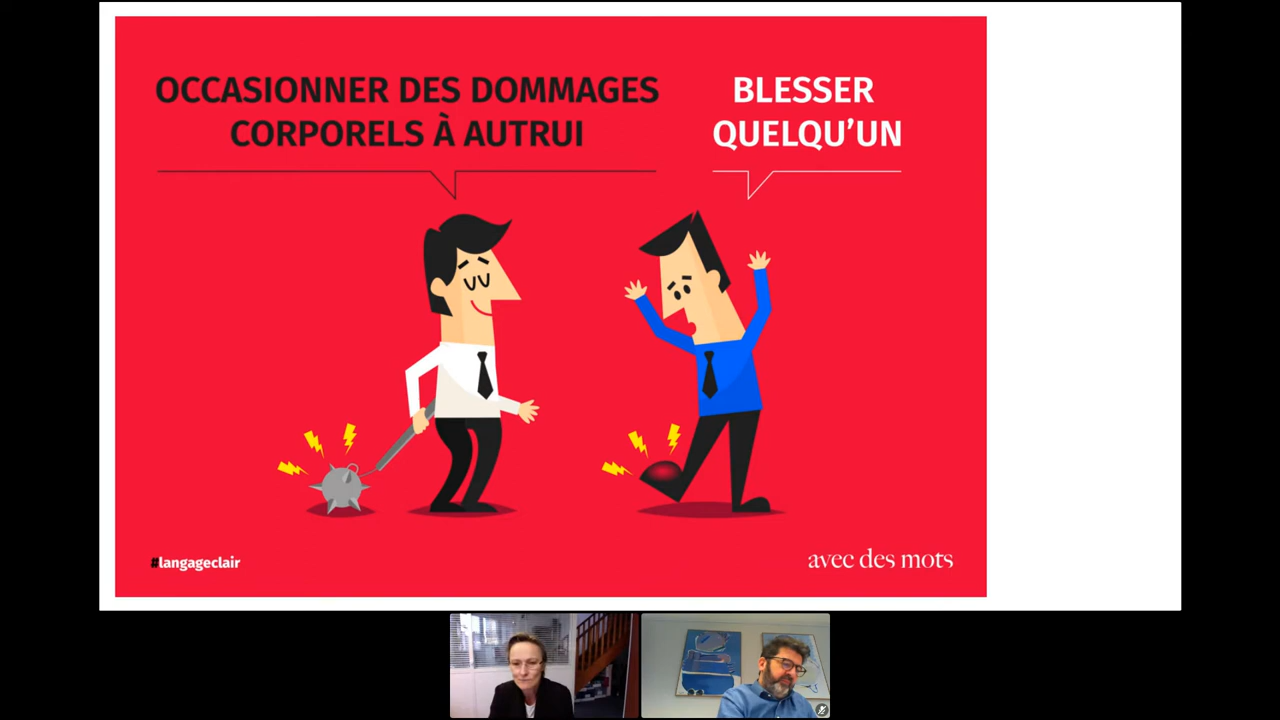 OCCASIONNER DES DOMMAGES
CORPORELS À AUTRUI
BLESSER
QUELQU’UN
#langageclair
avec des mots